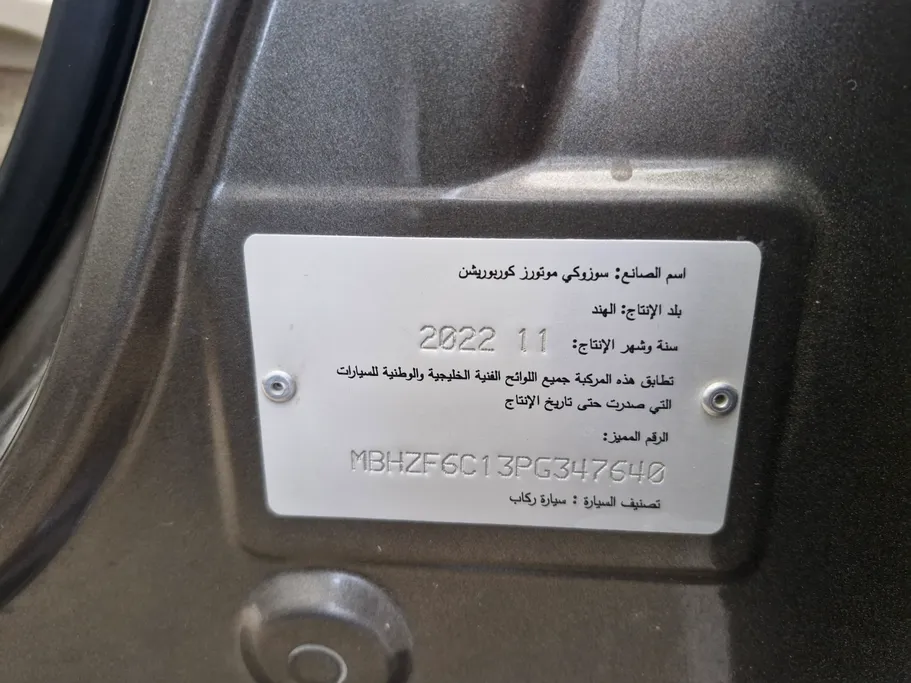 اسم الصانع: سوزوكي موتورز كوربوريشن
بلد الإنتاج: الهند
سنة وشهر الإنتاج: 2022 11
تطابق هذه المركبة جميع اللوائح الفنية الخليجية والوطنية للسيارات
التي صدرت حتى تاريخ الإنتاج
الرقم المميز:
MBHZF6C13PG347640
تصنيف السيارة : سيارة ركاب